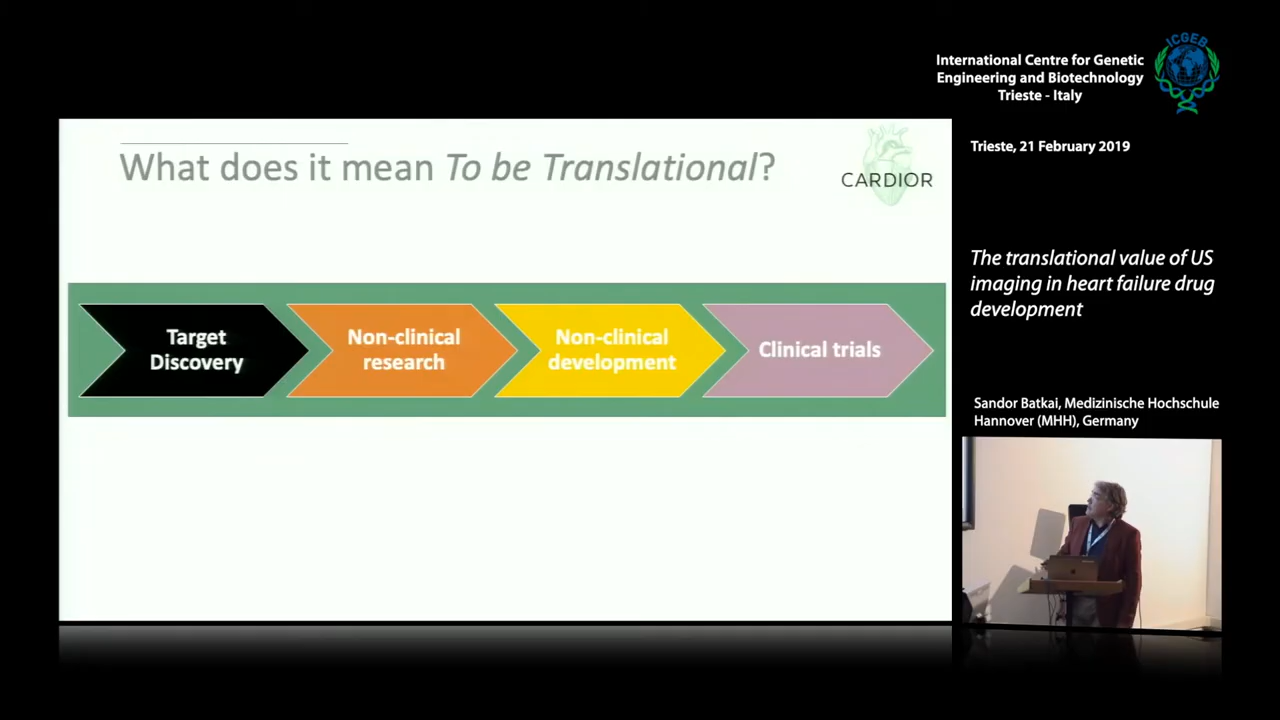 International Centre for Genetic
Engineering and Biotechnology
Trieste - Italy
ICGEB
Trieste, 21 February 2019
What does it mean To be Translational?
CARDIOR
Target
Discovery
Non-clinical
research
Non-clinical
development
Clinical trials
The translational value of US
imaging in heart failure drug
development
Sandor Batkai, Medizinische Hochschule
Hannover (MHH), Germany